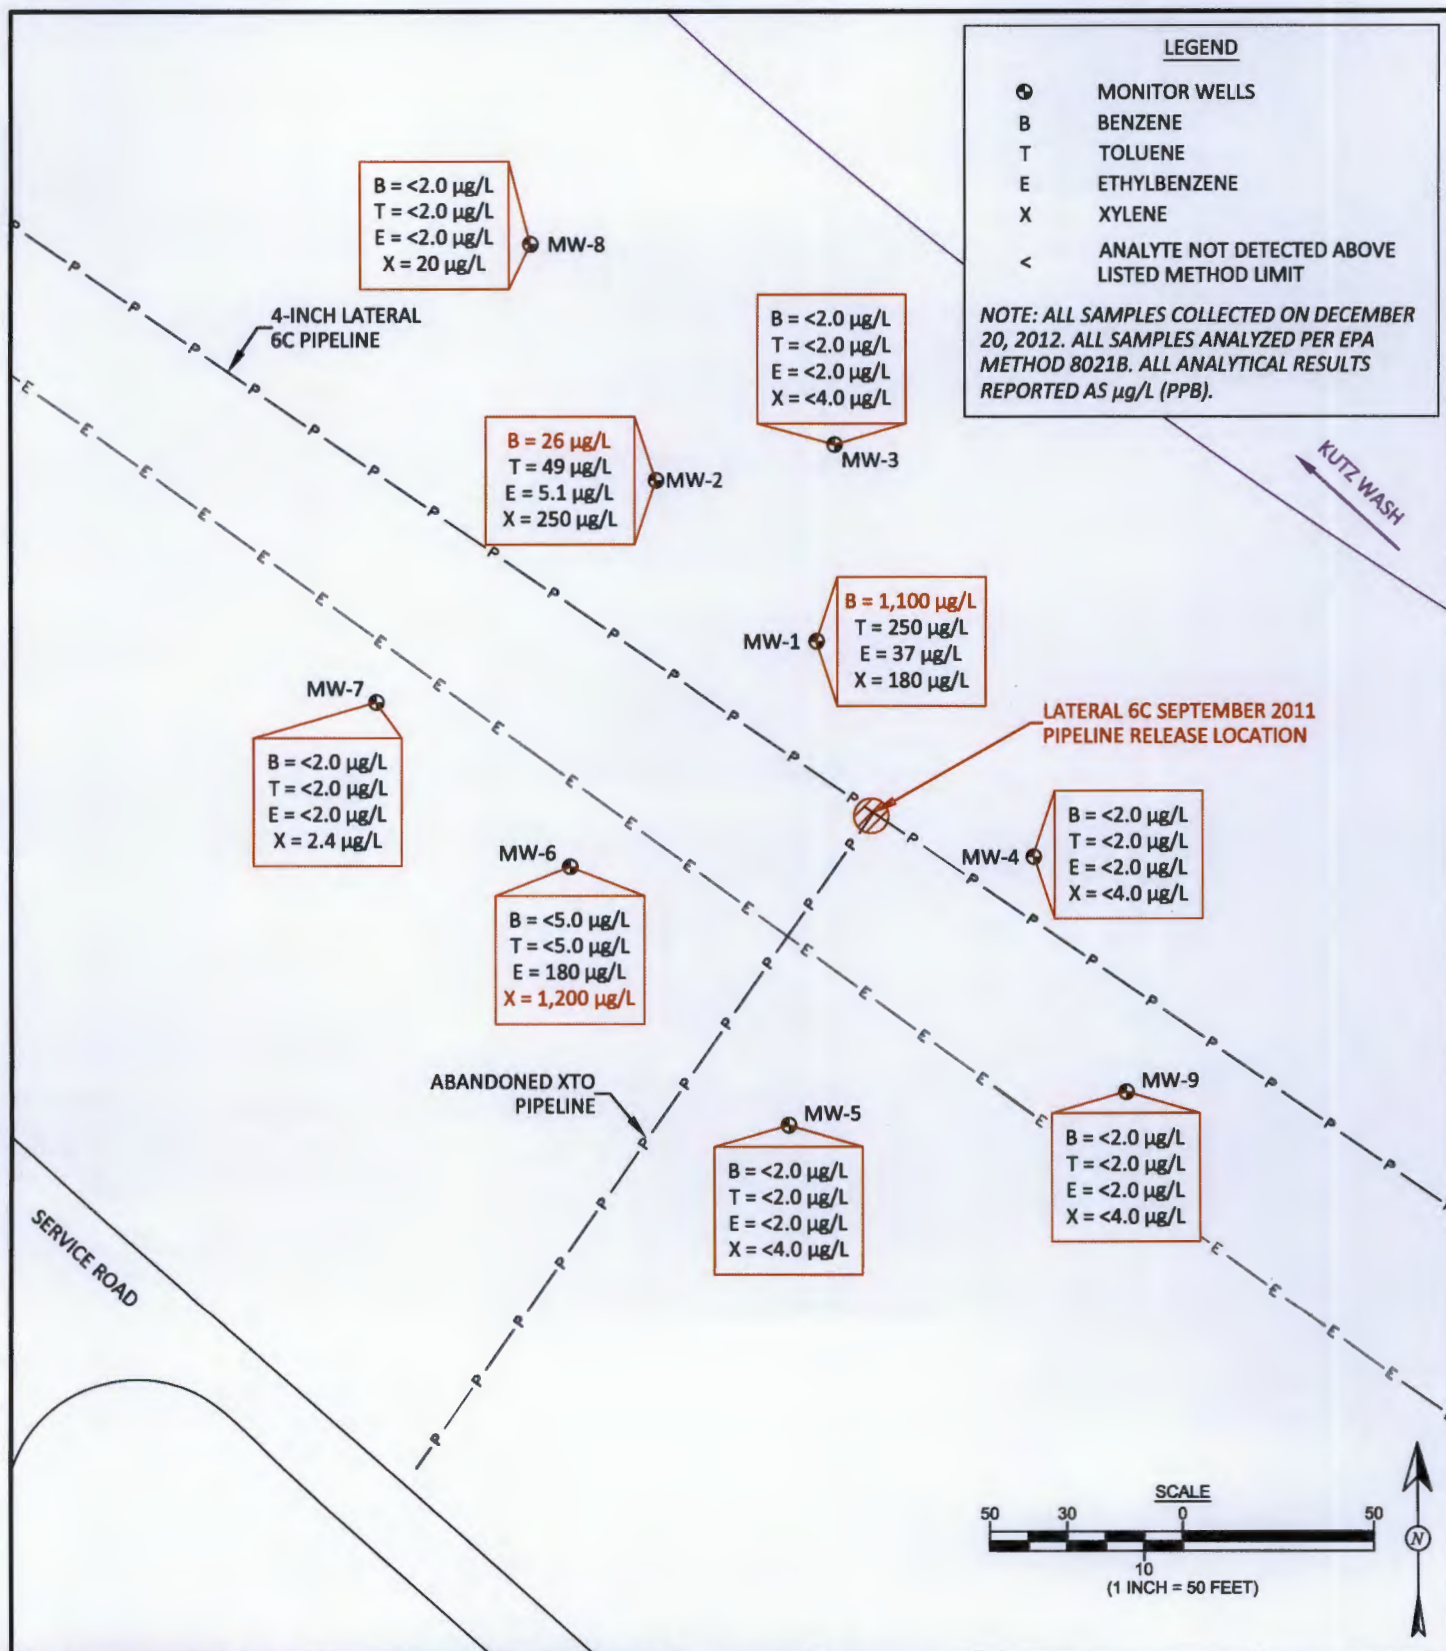 LEGEND
MONITOR WELLS
B BENZENE
T TOLUENE
E ETHYLBENZENE
X XYLENE
< ANALYTE NOT DETECTED ABOVE
LISTED METHOD LIMIT
NOTE: ALL SAMPLES COLLECTED ON DECEMBER
20, 2012. ALL SAMPLES ANALYZED PER EPA
METHOD 8021B. ALL ANALYTICAL RESULTS
REPORTED AS µg/L (PPB).
B = <2.0 µg/L
T = <2.0 µg/L
E = <2.0 µg/L
X = 20 µg/L
MW-8
4-INCH LATERAL
6C PIPELINE
B = <2.0 µg/L
T = <2.0 µg/L
E = <2.0 µg/L
X = <4.0 µg/L
MW-3
KUTZ WASH
B = 26 µg/L
T = 49 µg/L
E = 5.1 µg/L
X = 250 µg/L
MW-2
B = 1,100 µg/L
T = 250 µg/L
E = 37 µg/L
X = 180 µg/L
MW-1
MW-7
B = <2.0 µg/L
T = <2.0 µg/L
E = <2.0 µg/L
X = 2.4 µg/L
LATERAL 6C SEPTEMBER 2011
PIPELINE RELEASE LOCATION
MW-4
B = <2.0 µg/L
T = <2.0 µg/L
E = <2.0 µg/L
X = <4.0 µg/L
MW-6
B = <5.0 µg/L
T = <5.0 µg/L
E = 180 µg/L
X = 1,200 µg/L
ABANDONED XTO
PIPELINE
MW-5
B = <2.0 µg/L
T = <2.0 µg/L
E = <2.0 µg/L
X = <4.0 µg/L
MW-9
B = <2.0 µg/L
T = <2.0 µg/L
E = <2.0 µg/L
X = <4.0 µg/L
SERVICE ROAD
SCALE
50 30 0 50
10
(1 INCH = 50 FEET)
N